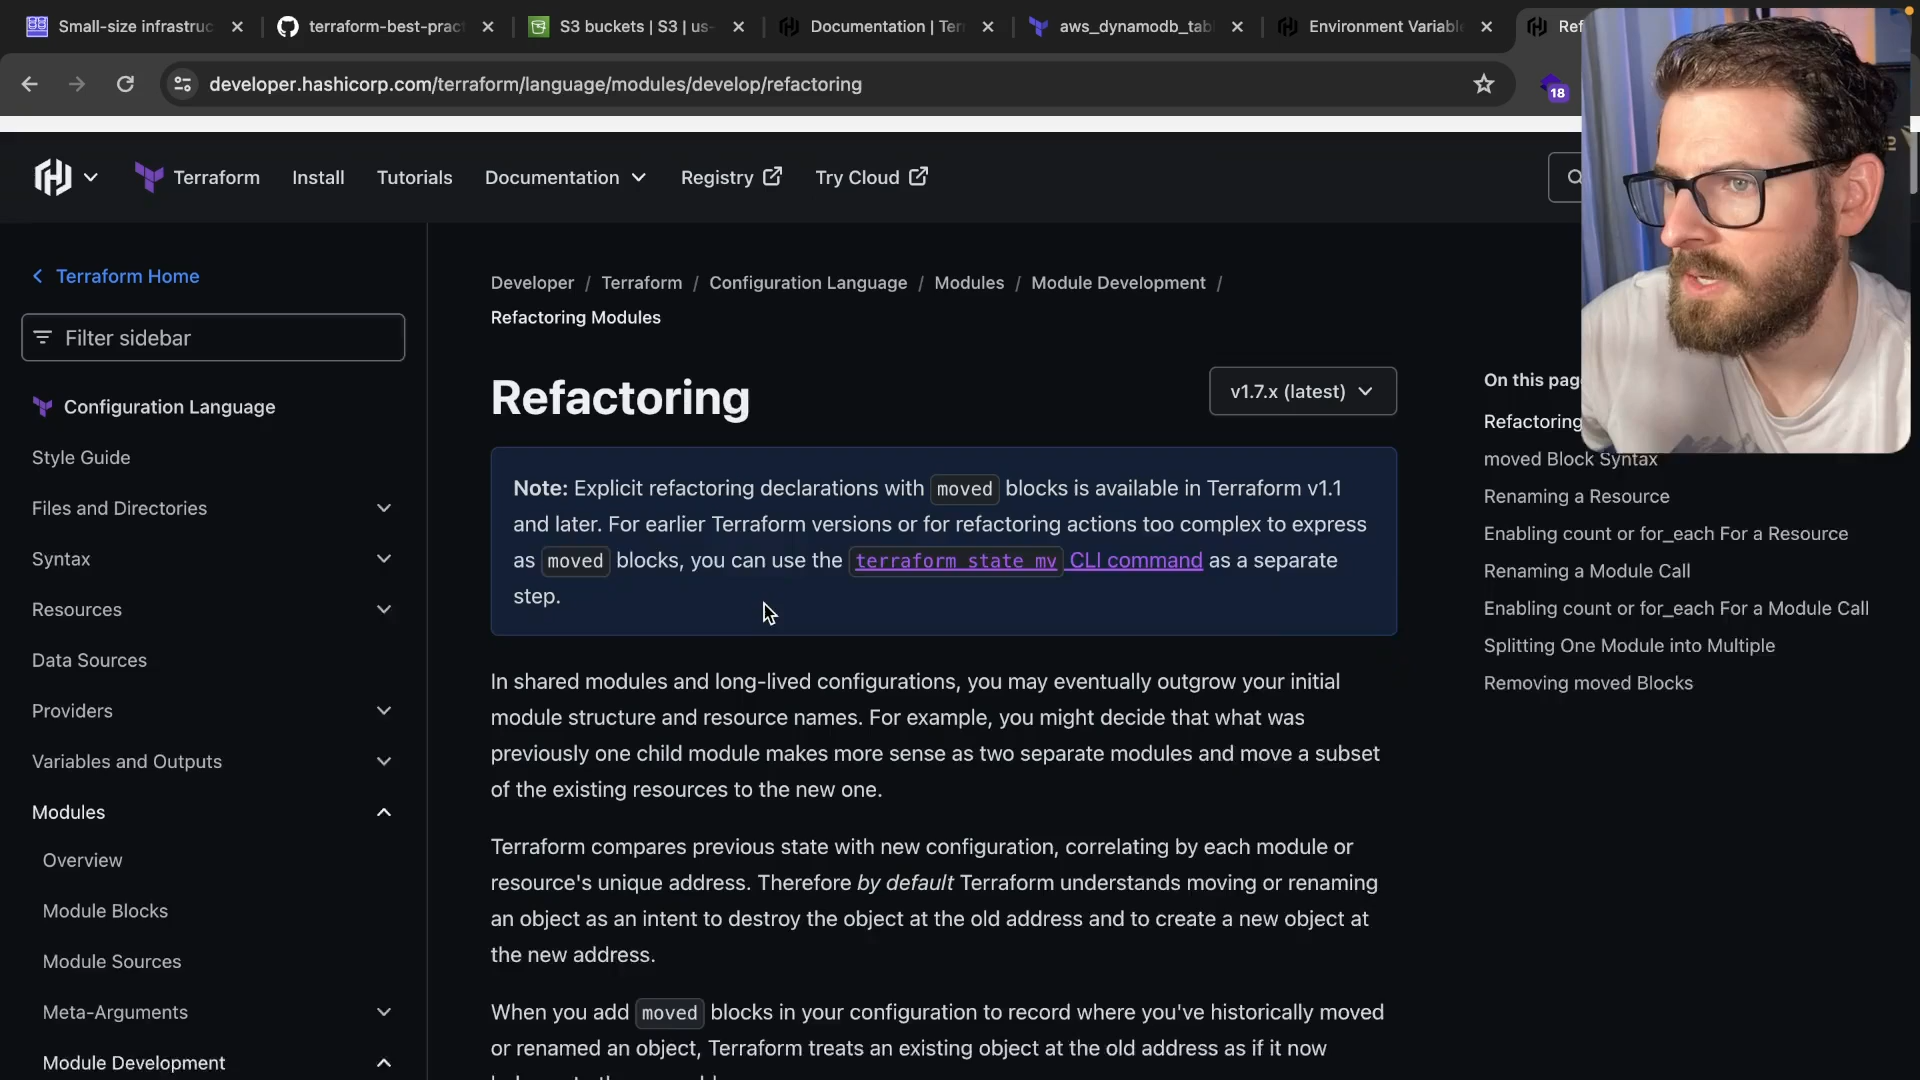 Small-size infrastruc
terraform-best-pract
S3 buckets | S3 | us-
Documentation | Ter
aws_dynamodb_tab
Environment Variabl
Ref
developer.hashicorp.com/terraform/language/modules/develop/refactoring
18
Terraform
Install
Tutorials
Documentation
Registry
Try Cloud
Terraform Home
Filter sidebar
Configuration Language
Style Guide
Files and Directories
Syntax
Resources
Data Sources
Providers
Variables and Outputs
Modules
Overview
Module Blocks
Module Sources
Meta-Arguments
Module Development
Developer / Terraform / Configuration Language / Modules / Module Development /
Refactoring Modules
Refactoring
v1.7.x (latest)
Note: Explicit refactoring declarations with moved blocks is available in Terraform v1.1
and later. For earlier Terraform versions or for refactoring actions too complex to express
as moved blocks, you can use the terraform state mv CLI command as a separate
step.
In shared modules and long-lived configurations, you may eventually outgrow your initial
module structure and resource names. For example, you might decide that what was
previously one child module makes more sense as two separate modules and move a subset
of the existing resources to the new one.
Terraform compares previous state with new configuration, correlating by each module or
resource's unique address. Therefore by default Terraform understands moving or renaming
an object as an intent to destroy the object at the old address and to create a new object at
the new address.
When you add moved blocks in your configuration to record where you've historically moved
or renamed an object, Terraform treats an existing object at the old address as if it now
On this pag
Refactoring
moved Block Syntax
Renaming a Resource
Enabling count or for_each For a Resource
Renaming a Module Call
Enabling count or for_each For a Module Call
Splitting One Module into Multiple
Removing moved Blocks